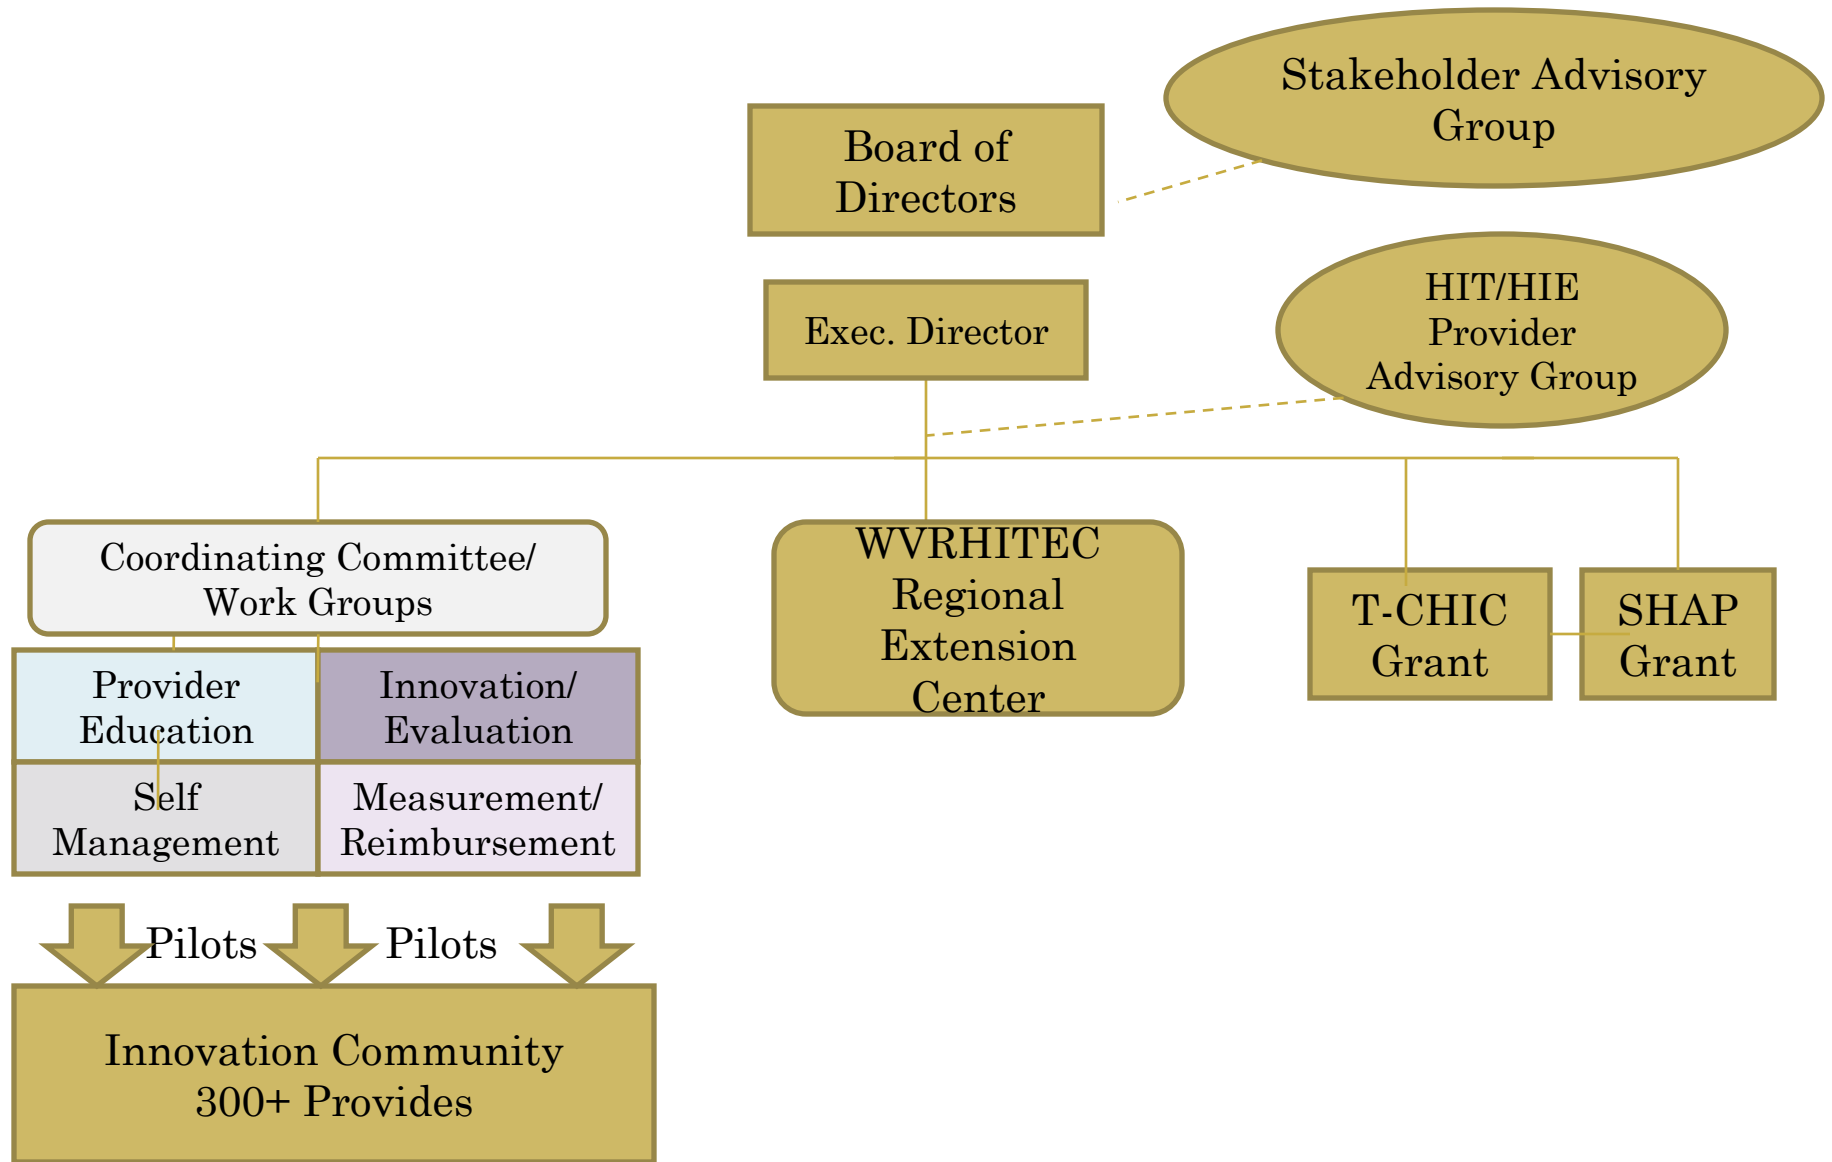 Stakeholder Advisory
Group
Board of
Directors
HIT/HIE
Provider
Advisory Group
Exec. Director
Coordinating Committee/
Work Groups
WVRHITEC
Regional
Extension
Center
T-CHIC
Grant
SHAP
Grant
Provider
Education
Innovation/
Evaluation
Self
Management
Measurement/
Reimbursement
Pilots
Pilots
Innovation Community
300+ Provides